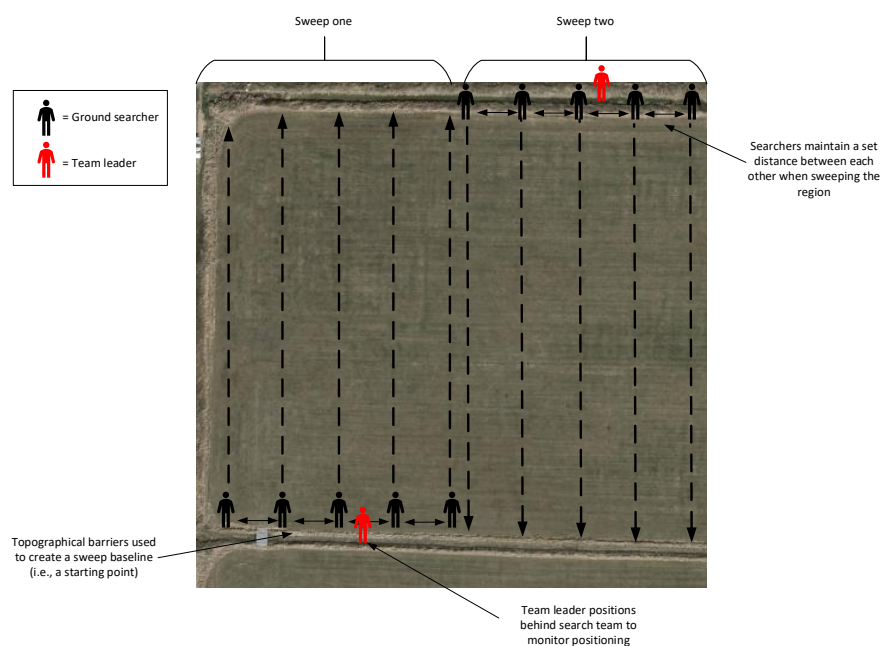 Sweep one
Sweep two
= Ground searcher
= Team leader
Searchers maintain a set
distance between each
other when sweeping the
region
Topographical barriers used
to create a sweep baseline
(i.e., a starting point)
Team leader positions
behind search team to
monitor positioning